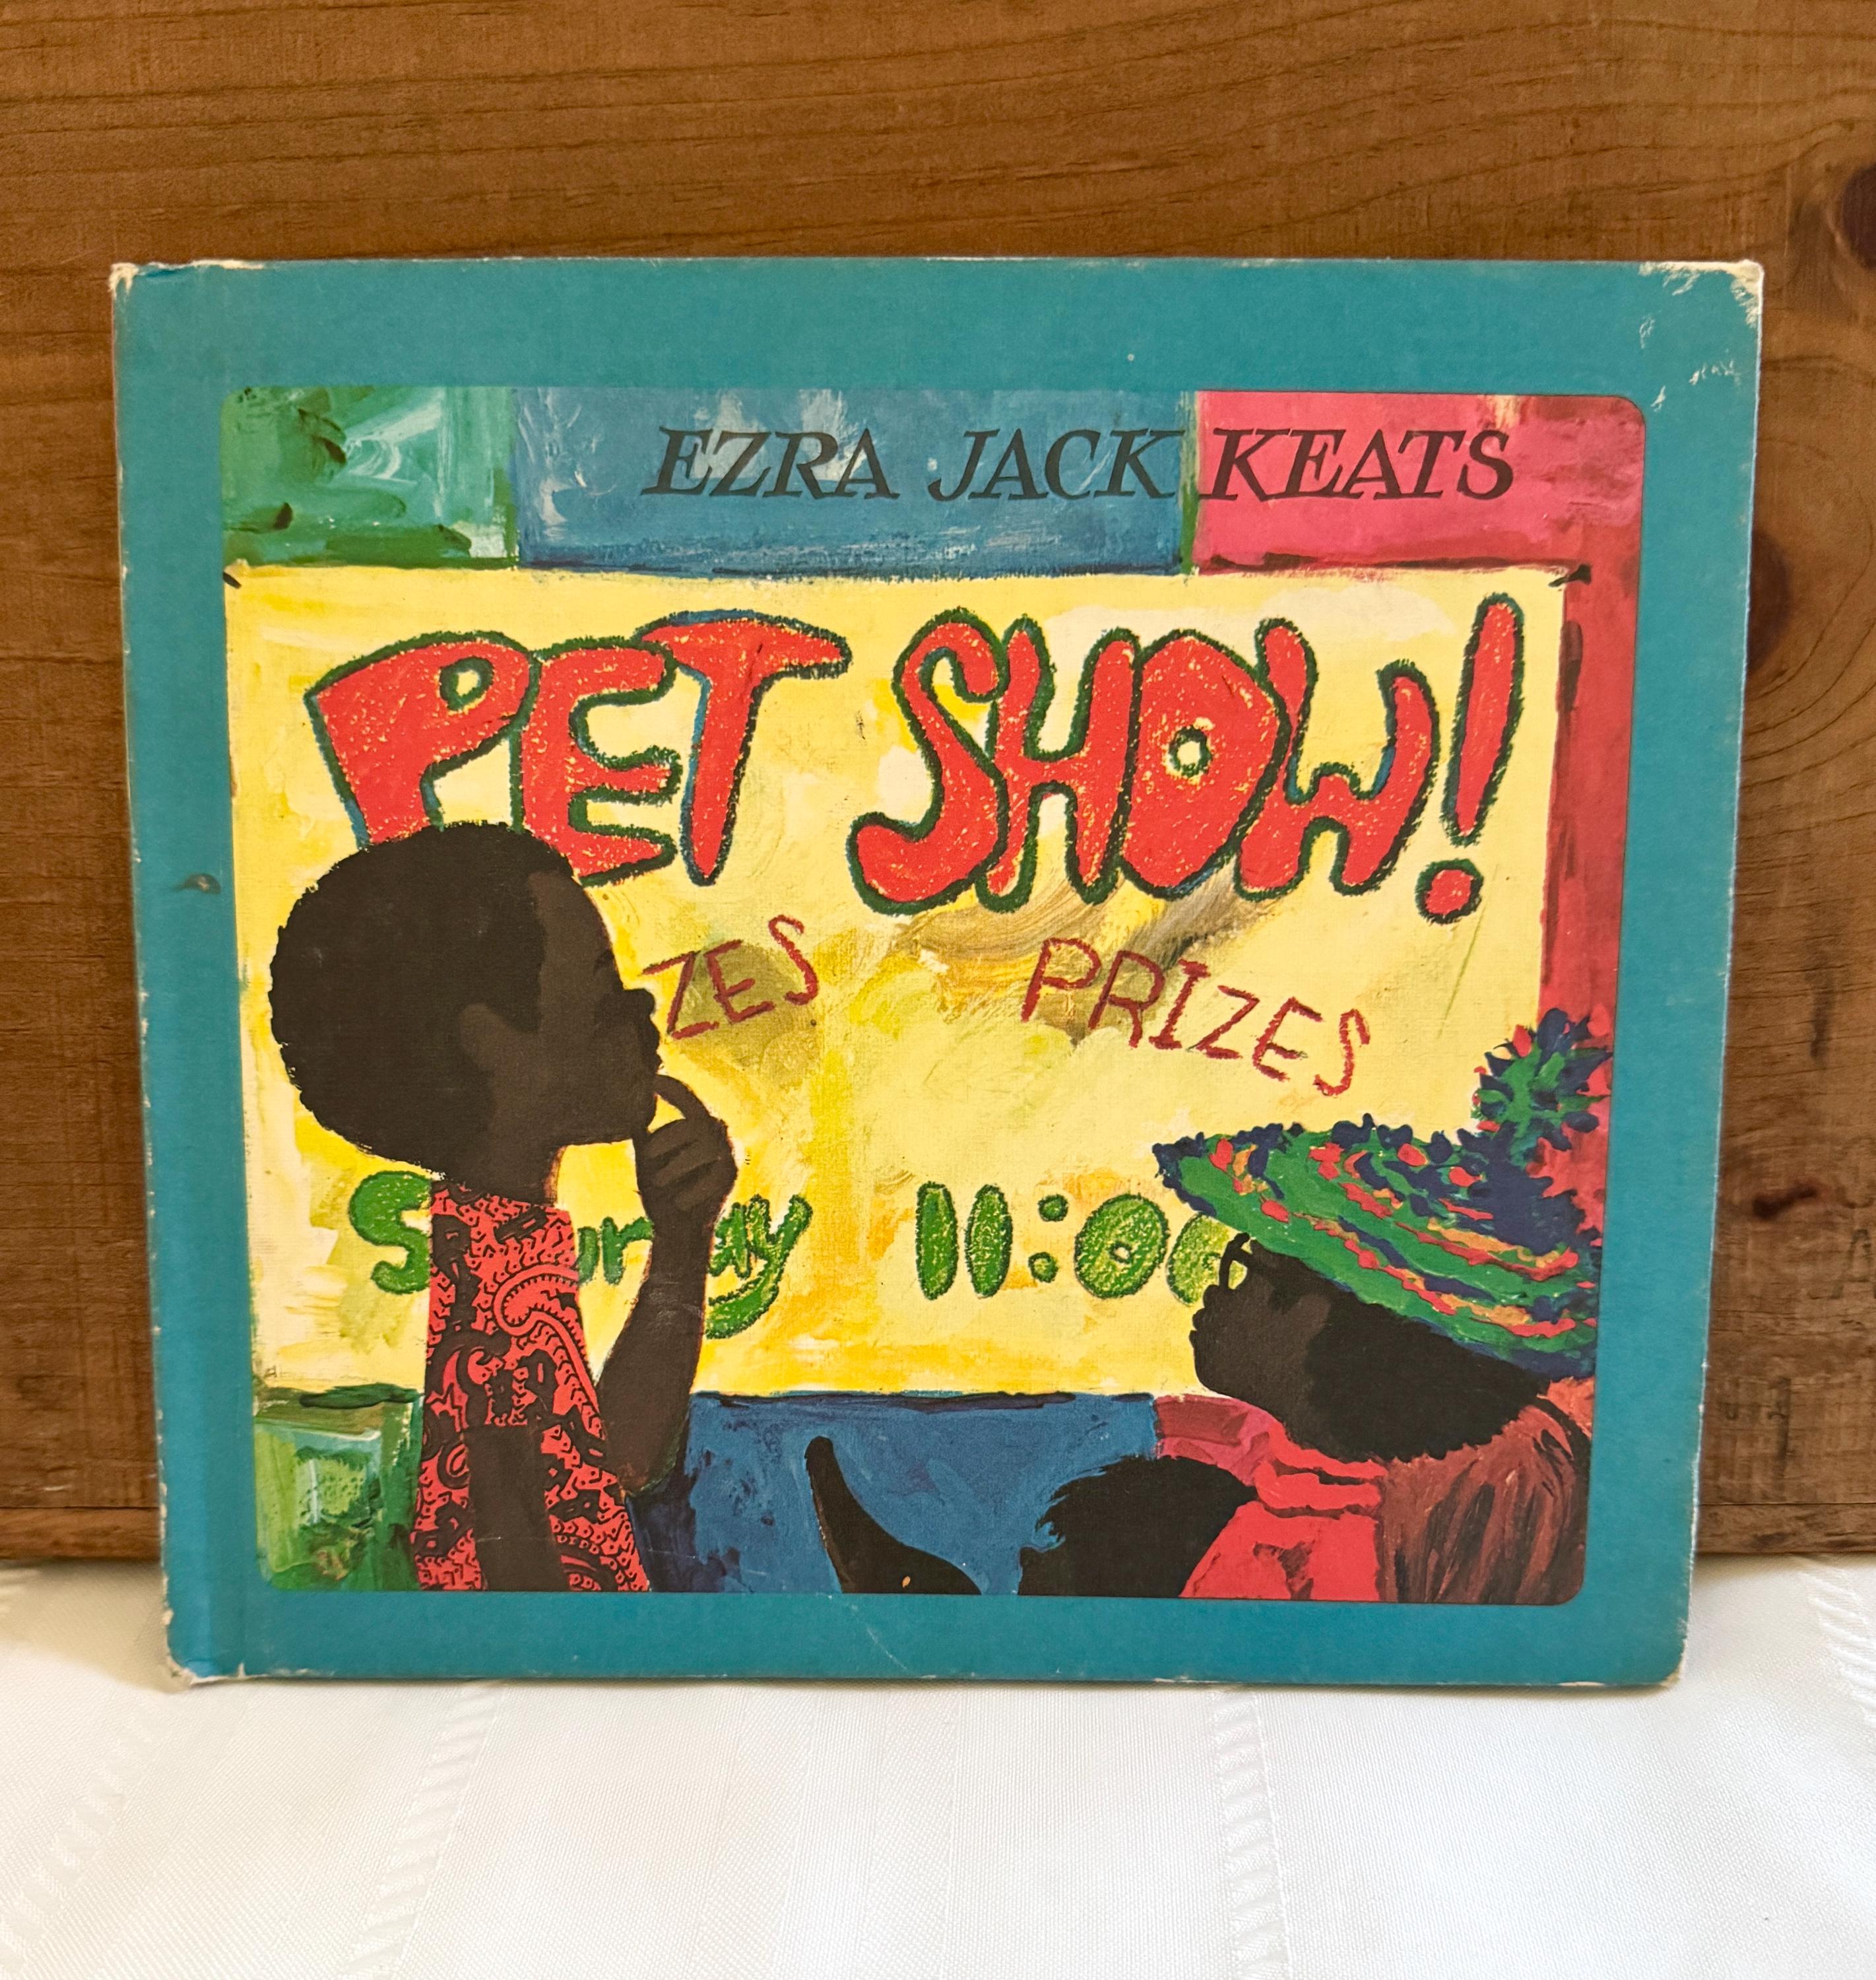 EZRA JACK KEATS
PET SHOW!
ZES PRIZES
11:00